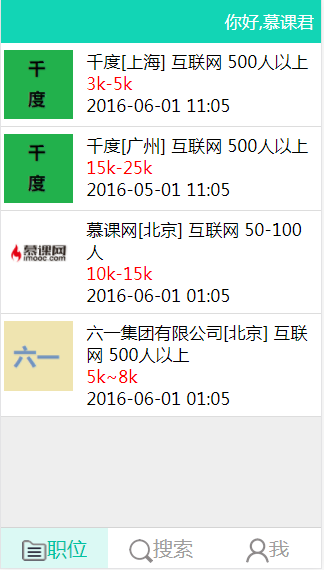 你好,慕课君
千
度
千度[上海] 互联网 500人以上
3k-5k
2016-06-01 11:05
千
度
千度[广州] 互联网 500人以上
15k-25k
2016-05-01 11:05
慕课网
imooc.com
慕课网[北京] 互联网 50-100
人
10k-15k
2016-06-01 01:05
六一
六一集团有限公司[北京] 互联
网 500人以上
5k~8k
2016-06-01 01:05
职位 搜索 我